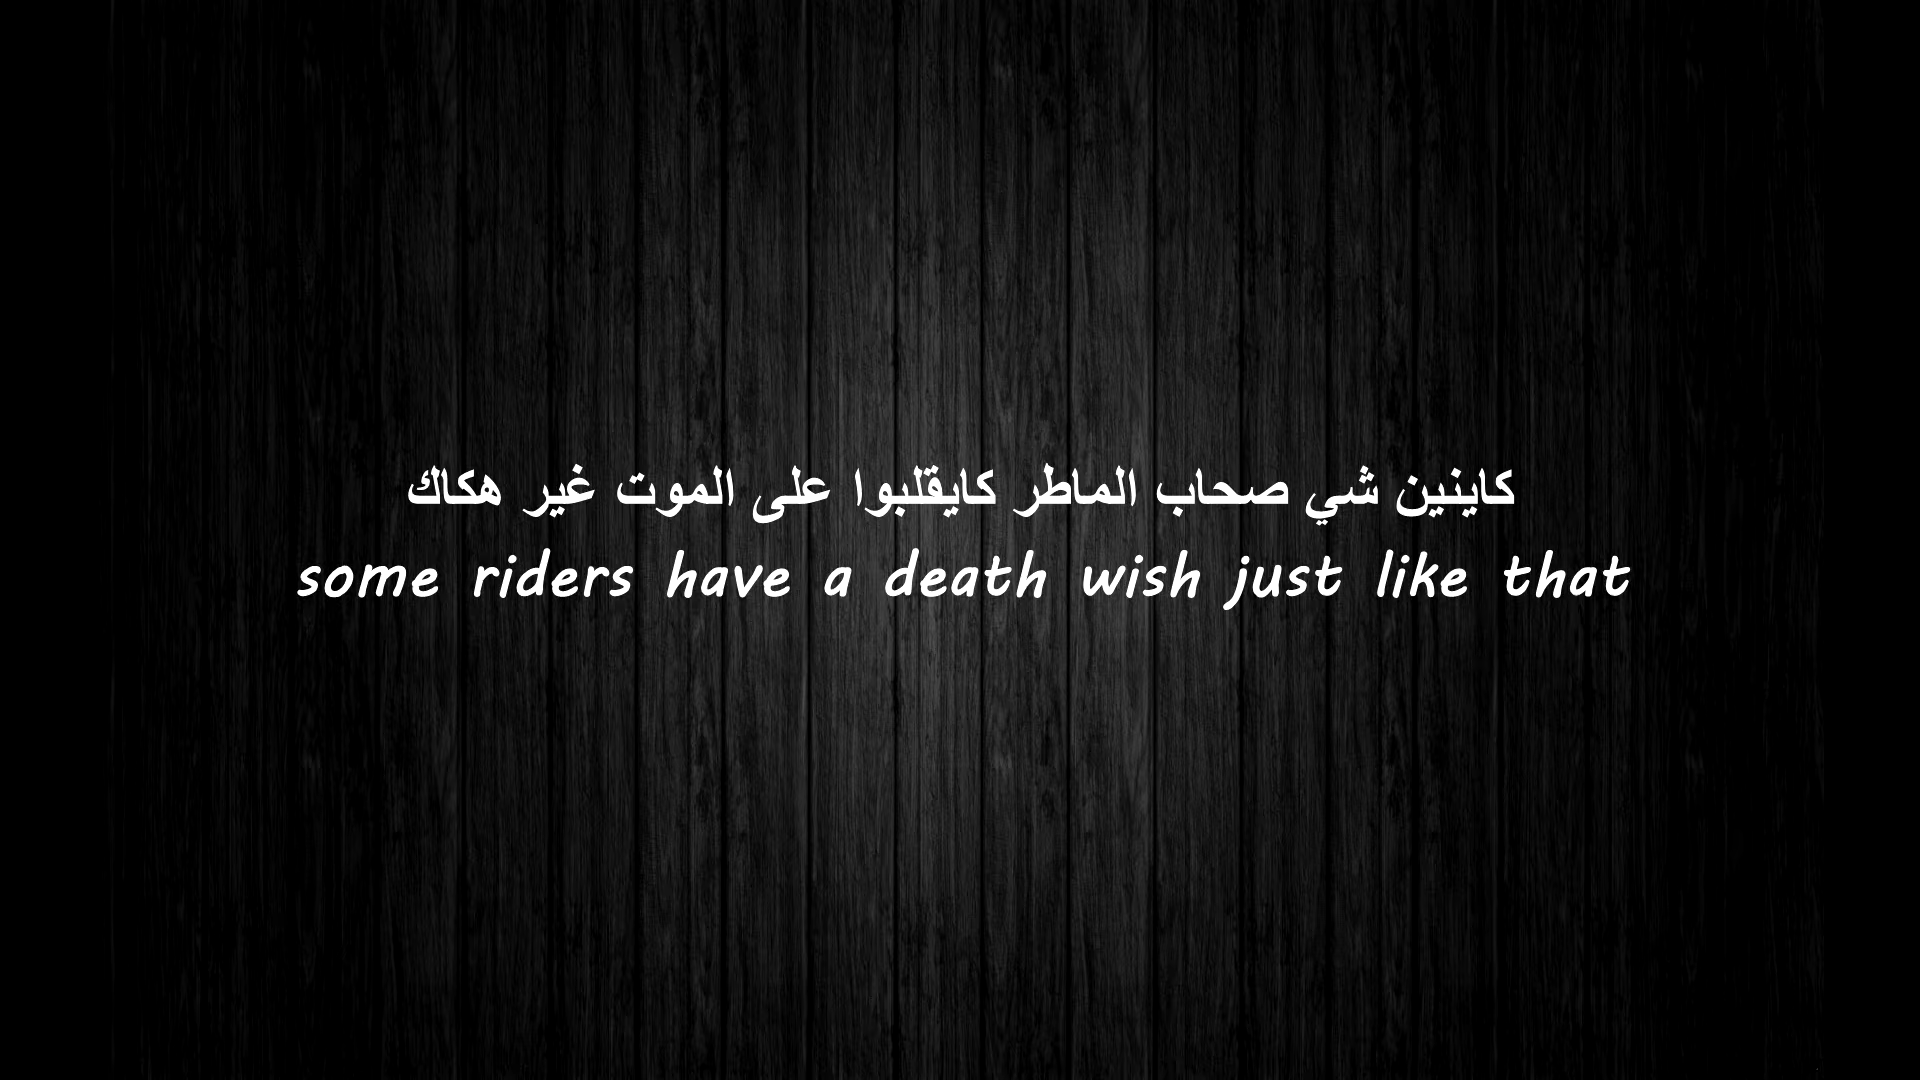 كاينين شي صحاب الماطر كايقلبوا على الموت غير هكاك
some riders have a death wish just like that